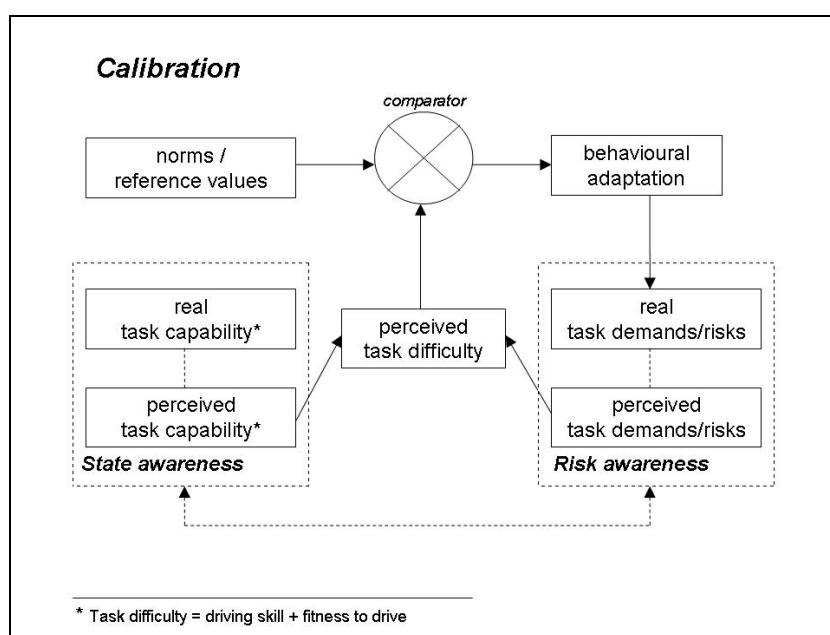 Calibration
comparator
norms /
reference values
behavioural
adaptation
real
task capability*
perceived
task difficulty
real
task demands/risks
perceived
task capability*
perceived
task demands/risks
State awareness
Risk awareness
* Task difficulty = driving skill + fitness to drive